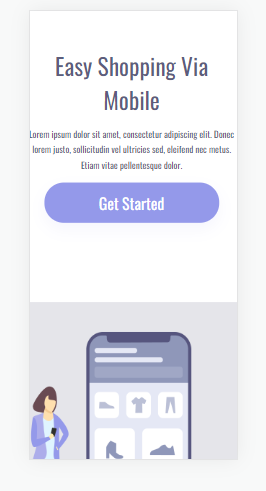 Easy Shopping Via
Mobile
Lorem ipsum dolor sit amet, consectetur adipiscing elit. Donec
lorem justo, sollicitudin vel ultricies sed, eleifend nec metus.
Etiam vitae pellentesque dolor.
Get Started